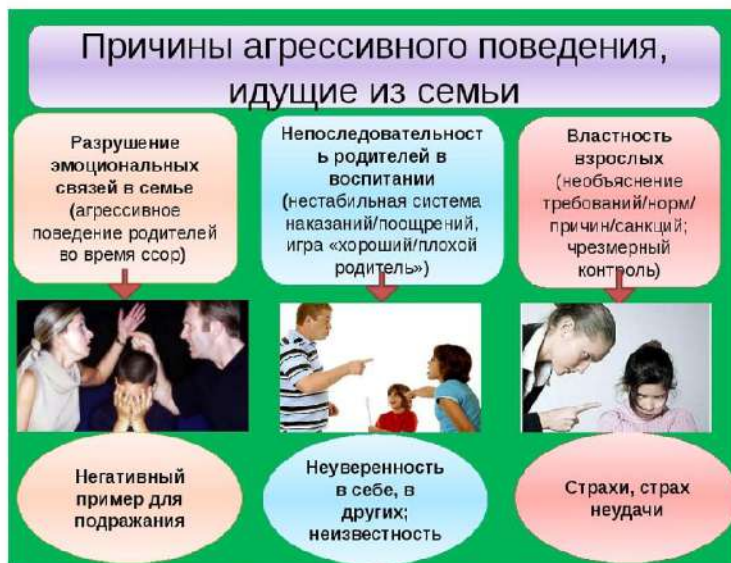 Причины агрессивного поведения,
идущие из семьи
Разрушение
эмоциональных
связей в семье
(агрессивное
поведение родителей
во время ссор)
Непоследовательност
ь родителей в
воспитании
(нестабильная система
наказаний/поощрений,
игра «хороший/плохой
родитель»)
Властность
взрослых
(необъяснение
требований/норм/
причин/санкций;
чрезмерный
контроль)
Негативный
пример для
подражания
Неуверенность
в себе, в
других;
неизвестность
Страхи, страх
неудачи